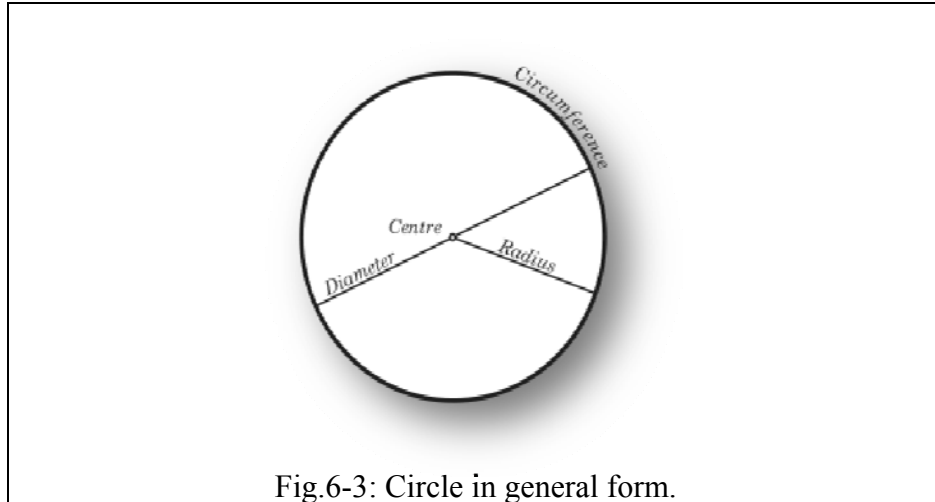 Circumference
Centre
Radius
Diameter
Fig.6-3: Circle in general form.